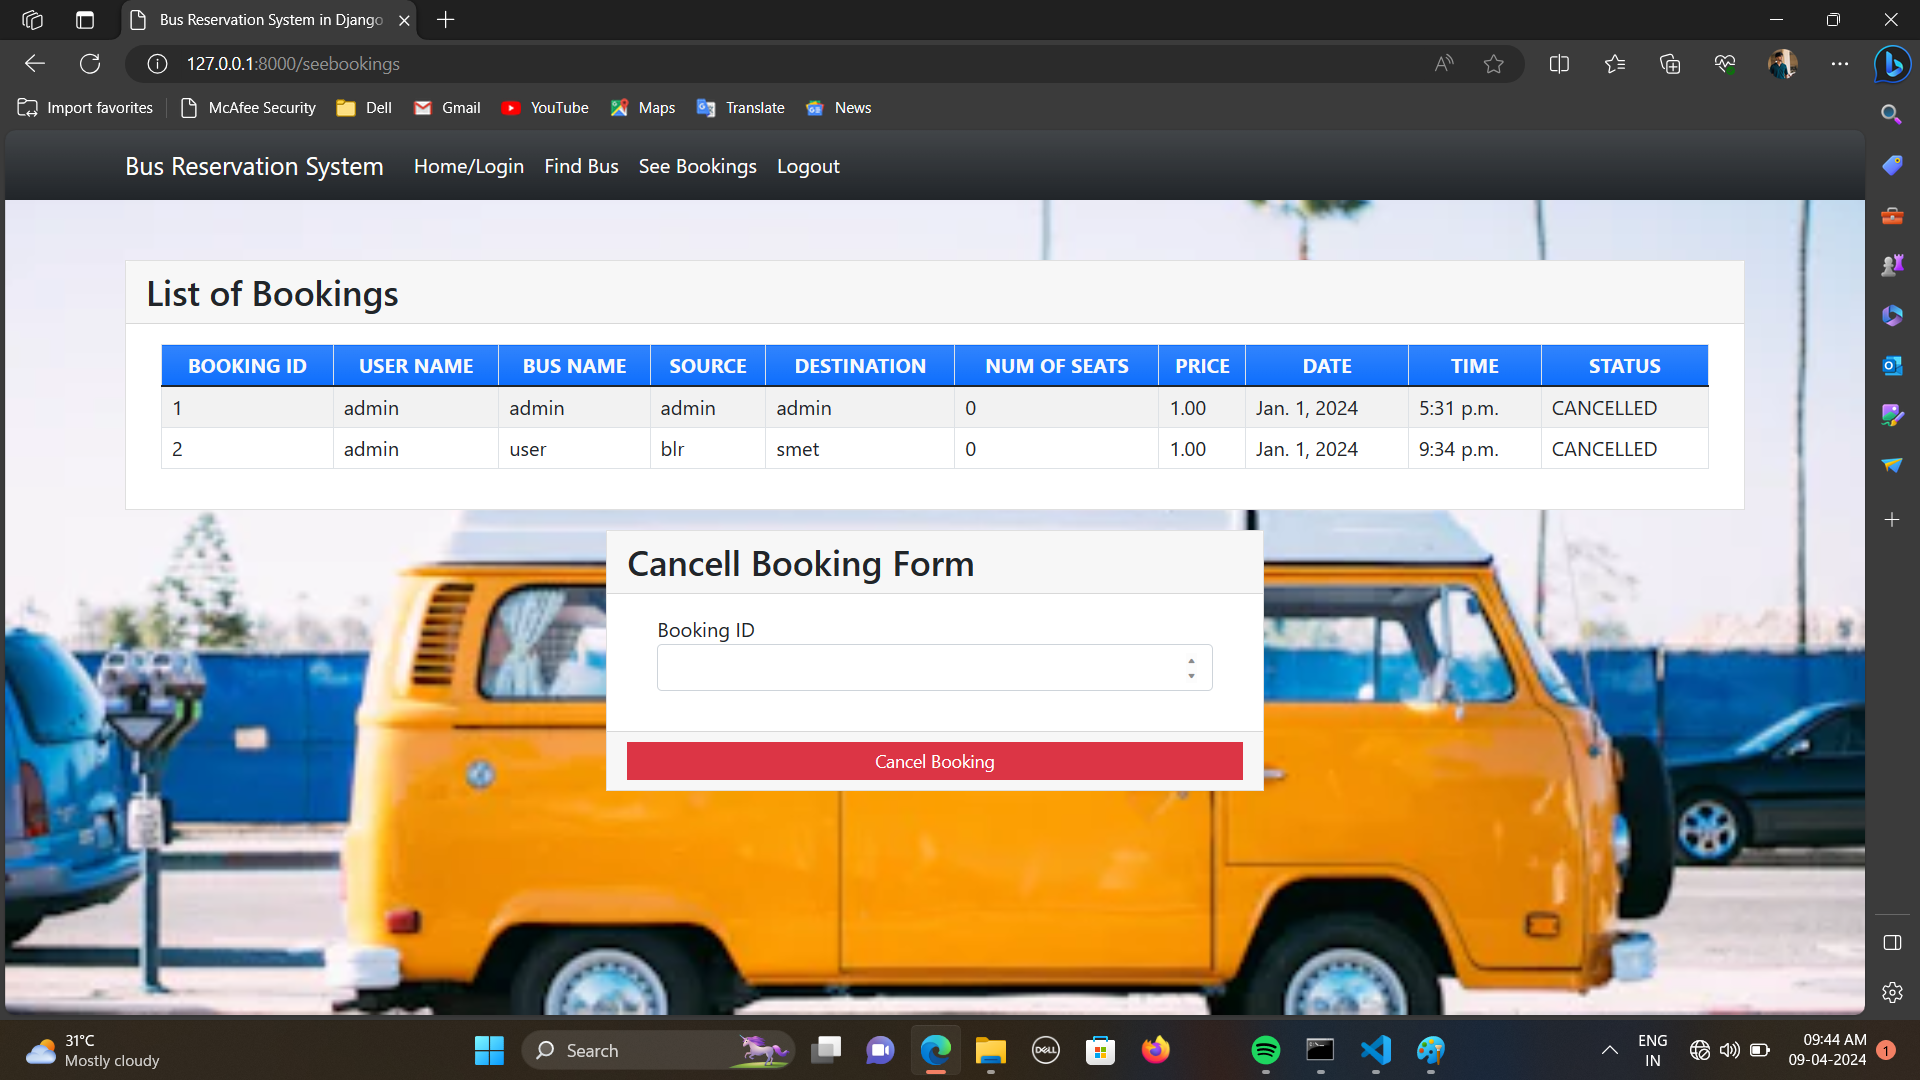 Bus Reservation System in Django
127.0.0.1:8000/seebookings
Import favorites McAfee Security Dell Gmail YouTube Maps Translate News
Bus Reservation System Home/Login Find Bus See Bookings Logout
List of Bookings
BOOKING ID USER NAME BUS NAME SOURCE DESTINATION NUM OF SEATS PRICE DATE TIME STATUS
1 admin admin admin admin 0 1.00 Jan. 1, 2024 5:31 p.m. CANCELLED
2 admin user blr smet 0 1.00 Jan. 1, 2024 9:34 p.m. CANCELLED
Cancell Booking Form
Booking ID
Cancel Booking
31°C
Mostly cloudy
Search
DELL
ENG
IN
09:44 AM
09-04-2024
1